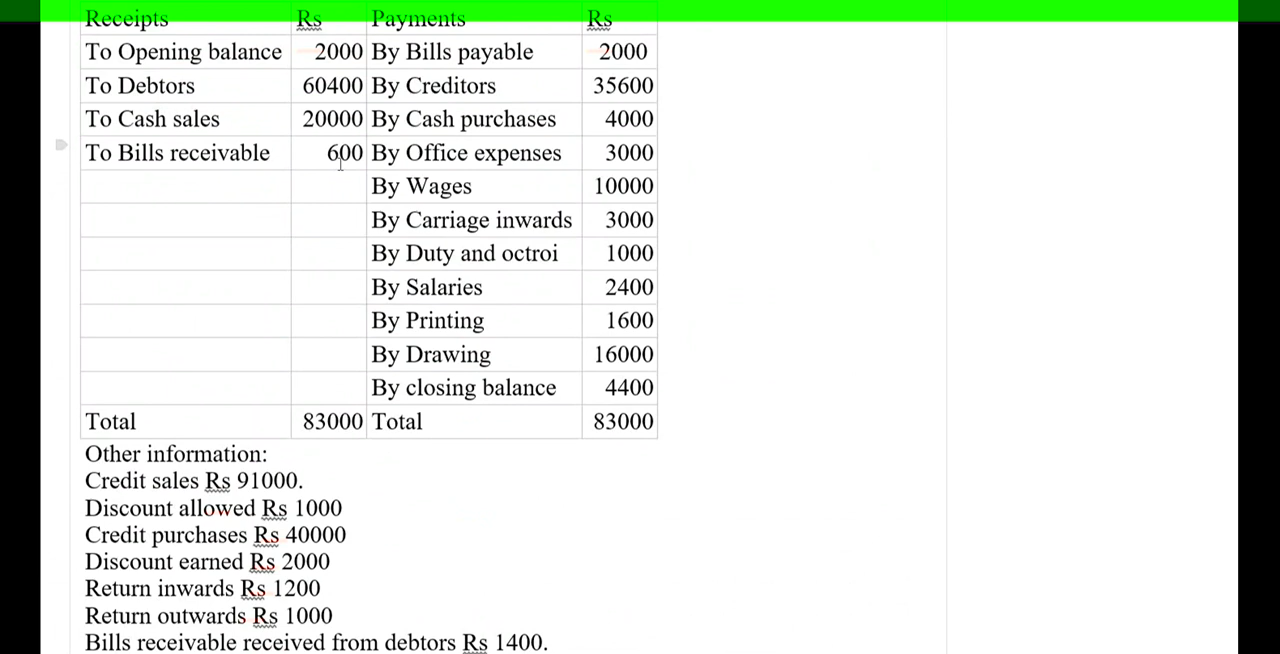 Receipts Rs Payments Rs
To Opening balance 2000 By Bills payable 2000
To Debtors 60400 By Creditors 35600
To Cash sales 20000 By Cash purchases 4000
To Bills receivable 600 By Office expenses 3000
By Wages 10000
By Carriage inwards 3000
By Duty and octroi 1000
By Salaries 2400
By Printing 1600
By Drawing 16000
By closing balance 4400
Total 83000 Total 83000
Other information:
Credit sales Rs 91000.
Discount allowed Rs 1000
Credit purchases Rs 40000
Discount earned Rs 2000
Return inwards Rs 1200
Return outwards Rs 1000
Bills receivable received from debtors Rs 1400.